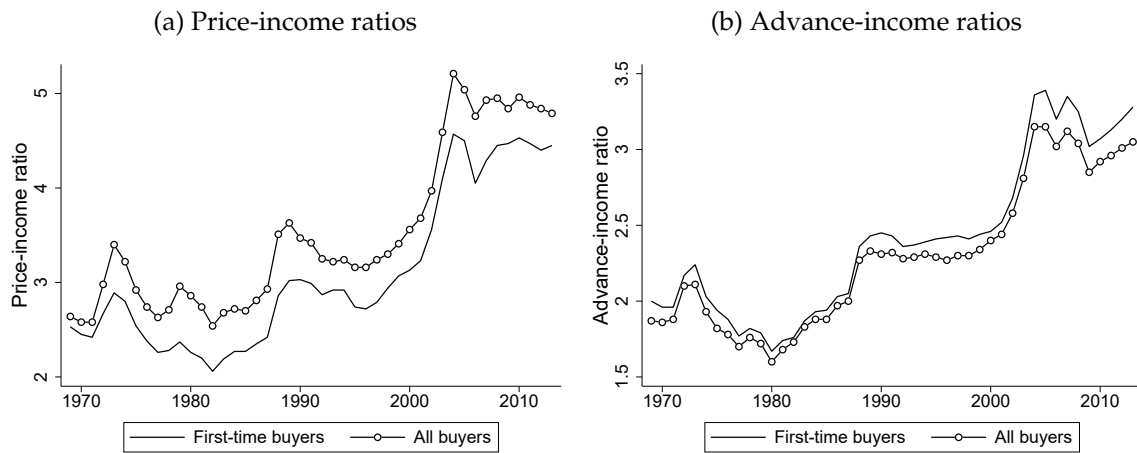 (a) Price-income ratios
Price-income ratio
5
4
3
2
1970 1980 1990 2000 2010
First-time buyers All buyers
(b) Advance-income ratios
Advance-income ratio
3.5
3
2.5
2
1.5
1970 1980 1990 2000 2010
First-time buyers All buyers